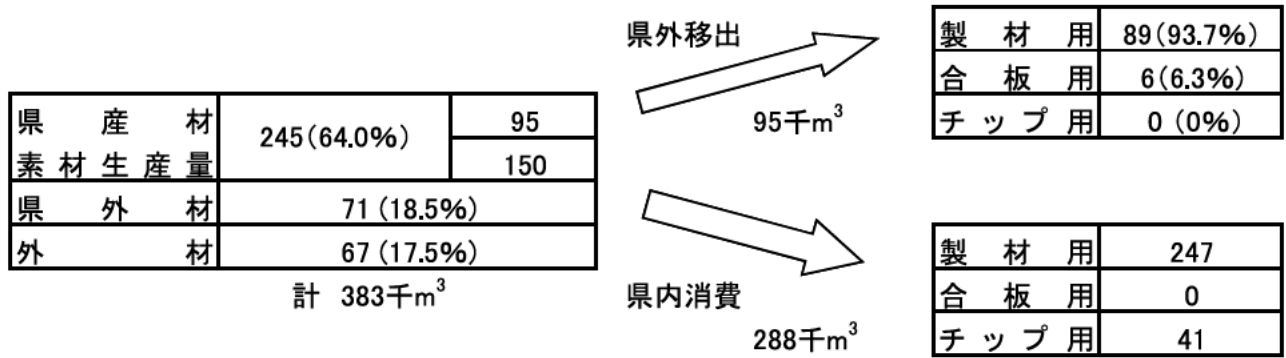 県産材
素材生産量
245(64.0%)
95
150
県外材
71(18.5%)
外材
67(17.5%)
計 383千m³
県外移出
95千m³
製材用 89(93.7%)
合板用 6(6.3%)
チップ用 0(0%)
県内消費
288千m³
製材用 247
合板用 0
チップ用 41